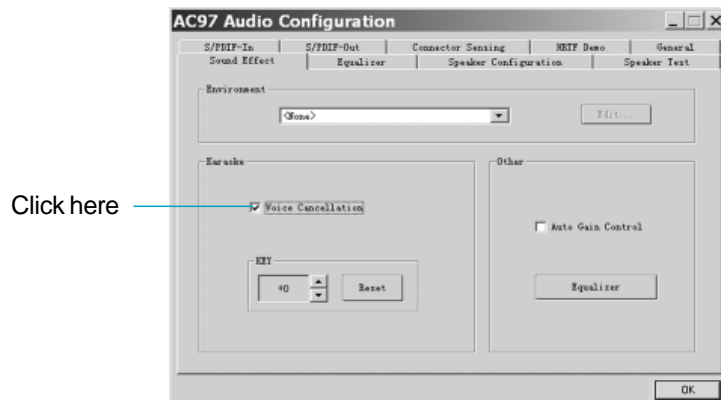 AC97 Audio Configuration
S/PDIF-In S/PDIF-Out Connector Sensing HRTF Demo General
Sound Effect Equalizer Speaker Configuration Speaker Test
Environment
<None> Edit...
Karaoke Other
Click here Voice Cancellation
Auto Gain Control
KEY
+0 Reset Equalizer
OK